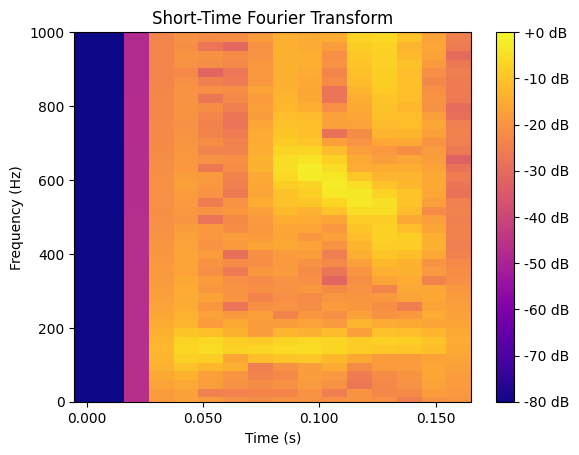 Short-Time Fourier Transform
1000
800
600
400
200
0
Frequency (Hz)
0.000
0.050
0.100
0.150
Time (s)
+0 dB
-10 dB
-20 dB
-30 dB
-40 dB
-50 dB
-60 dB
-70 dB
-80 dB